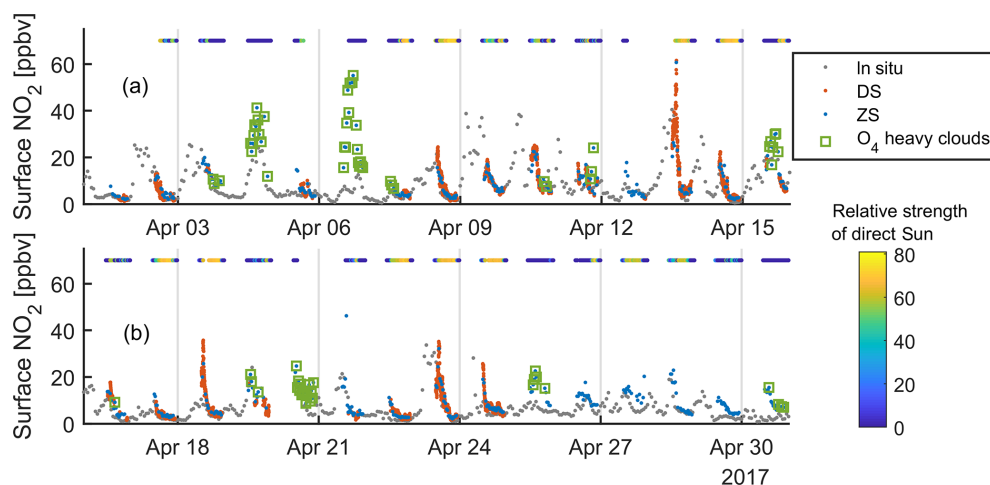 Surface NO2 [ppbv]
60
40
20
0
(a)
Apr 03
Apr 06
Apr 09
Apr 12
Apr 15
In situ
DS
ZS
O4 heavy clouds
Surface NO2 [ppbv]
60
40
20
0
(b)
Apr 18
Apr 21
Apr 24
Apr 27
Apr 30
2017
Relative strength
of direct Sun
80
60
40
20
0